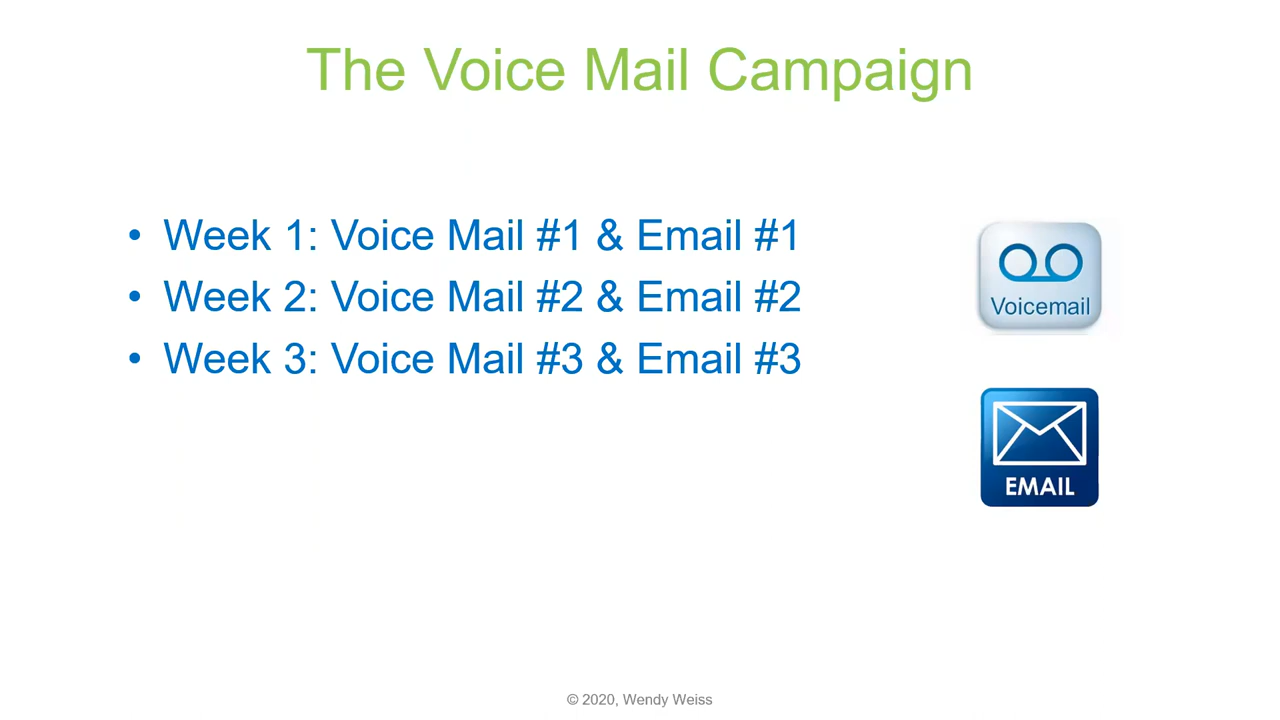 The Voice Mail Campaign
• Week 1: Voice Mail #1 & Email #1
• Week 2: Voice Mail #2 & Email #2
• Week 3: Voice Mail #3 & Email #3
Voicemail
EMAIL
© 2020, Wendy Weiss